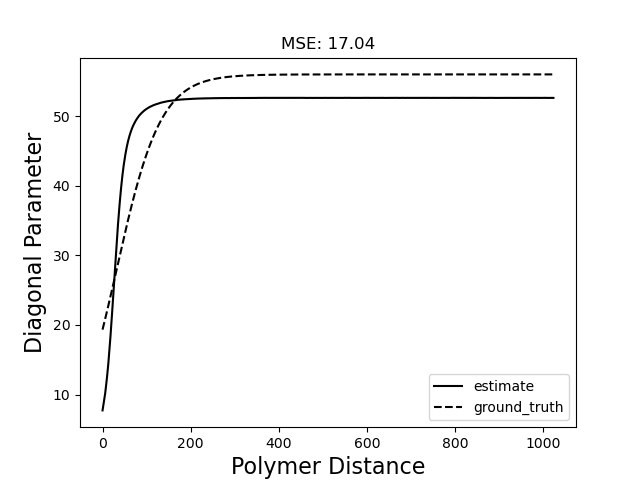 MSE: 17.04
Diagonal Parameter
50
40
30
20
10
estimate
ground_truth
0 200 400 600 800 1000
Polymer Distance